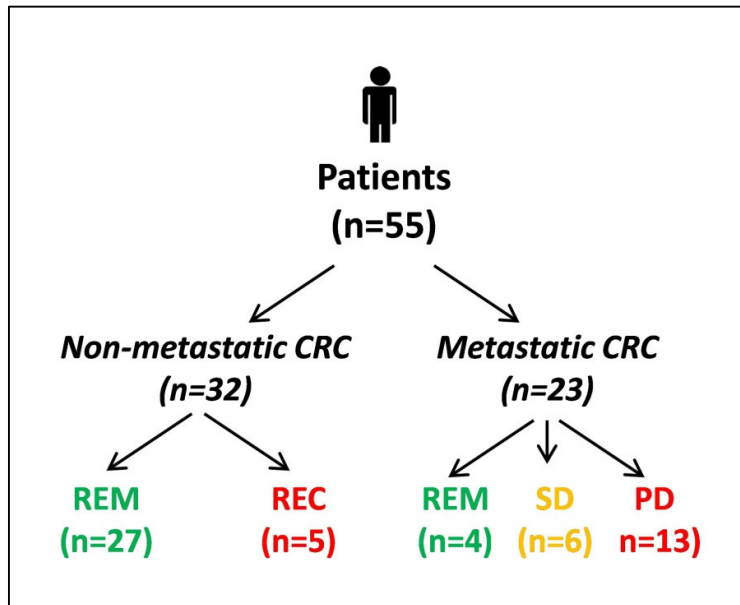 Patients
(n=55)
Non-metastatic CRC
(n=32)
Metastatic CRC
(n=23)
REM
(n=27)
REC
(n=5)
REM
(n=4)
SD
(n=6)
PD
n=13)